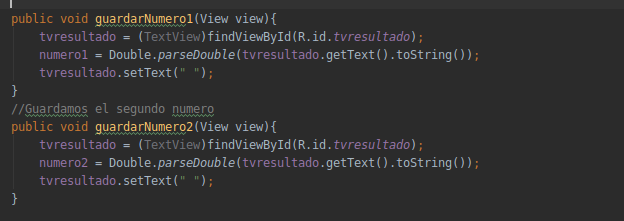 public void guardarNumero1(View view){
tvresultado = (TextView)findViewById(R.id.tvresultado);
numero1 = Double.parseDouble(tvresultado.getText().toString());
tvresultado.setText(" ");
}
//Guardamos el segundo numero
public void guardarNumero2(View view){
tvresultado = (TextView)findViewById(R.id.tvresultado);
numero2 = Double.parseDouble(tvresultado.getText().toString());
tvresultado.setText(" ");
}